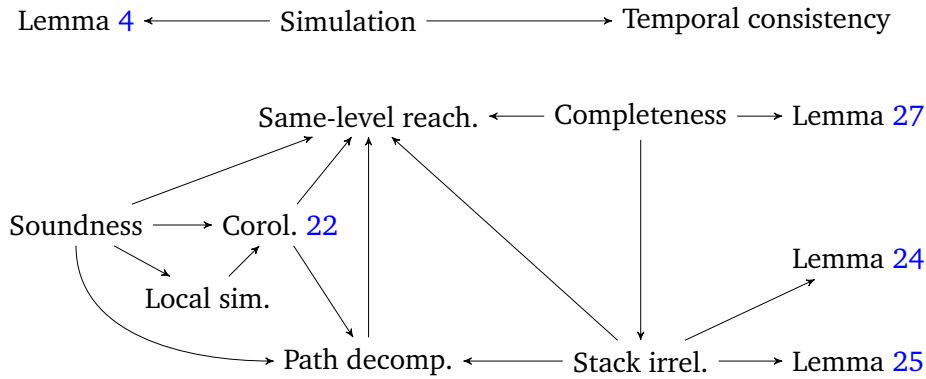 Lemma 4
Simulation
Temporal consistency
Same-level reach.
Completeness
Lemma 27
Soundness
Corol. 22
Lemma 24
Local sim.
Path decomp.
Stack irrel.
Lemma 25